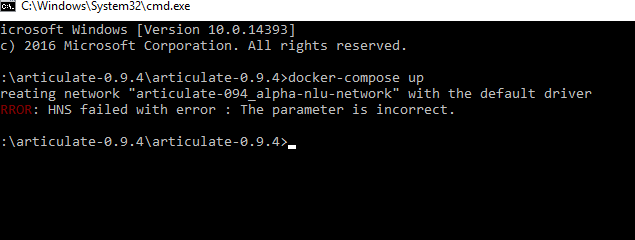 C:\Windows\System32\cmd.exe
icrosoft Windows [Version 10.0.14393]
c) 2016 Microsoft Corporation. All rights reserved.
:\articulate-0.9.4\articulate-0.9.4>docker-compose up
reating network "articulate-094_alpha-nlu-network" with the default driver
RROR: HNS failed with error : The parameter is incorrect.
:\articulate-0.9.4\articulate-0.9.4>